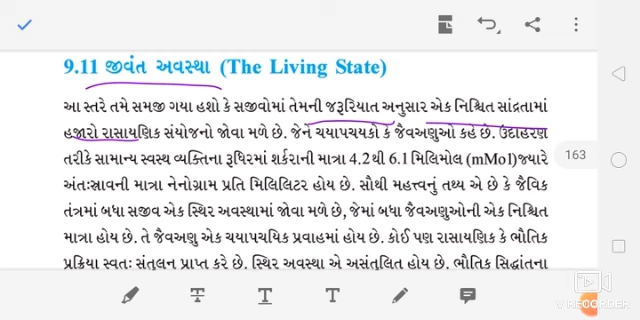 9.11 જીવંત અવસ્થા (The Living State)
આ સ્તરે તમે સમજી ગયા હશો કે સજીવોમાં તેમની જરૂરિયાત અનુસાર એક નિશ્ચિત સાંદ્રતામાં
હજારો રાસાયણિક સંયોજનો જોવા મળે છે. જેને ચયાપચયકો કે જૈવઅણુઓ કહે છે. ઉદાહરણ
તરીકે સામાન્ય સ્વસ્થ વ્યક્તિના રૂધિરમાં શર્કરાની માત્રા 4.2થી 6.1 મિલિમોલ (mMol) જ્યારે
અંતઃસ્રાવની માત્રા નેનોગ્રામ પ્રતિ મિલિલિટર હોય છે. સૌથી મહત્ત્વનું તથ્ય એ છે કે જૈવિક
તંત્રમાં બધા સજીવ એક સ્થિર અવસ્થામાં જોવા મળે છે, જેમાં બધા જૈવઅણુઓની એક નિશ્ચિત
માત્રા હોય છે. તે જૈવઅણુ એક ચયાપચયિક પ્રવાહમાં હોય છે. કોઈ પણ રાસાયણિક કે ભૌતિક
પ્રક્રિયા સ્વતઃ સંતુલન પ્રાપ્ત કરે છે. સ્થિર અવસ્થા એ અસંતુલિત હોય છે. ભૌતિક સિદ્ધાંતના
163
RECORDER